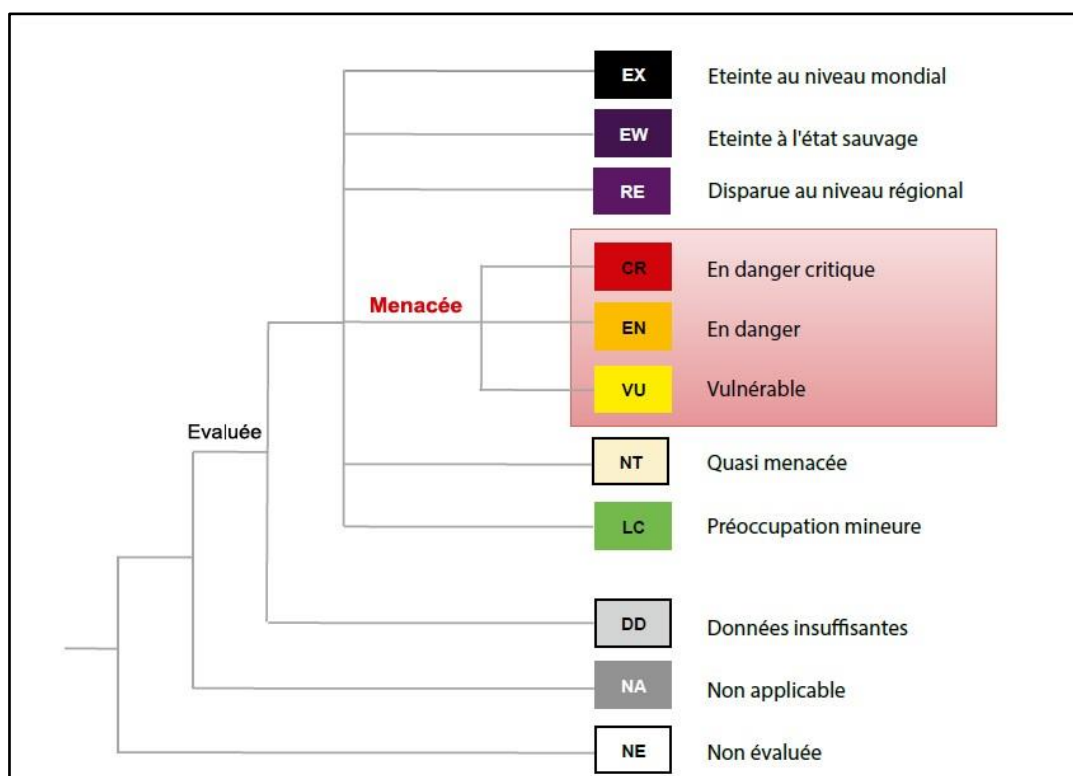 EX Eteinte au niveau mondial
EW Eteinte à l'état sauvage
RE Disparue au niveau régional
CR En danger critique
Menacée
EN En danger
VU Vulnérable
Evaluée
NT Quasi menacée
LC Préoccupation mineure
DD Données insuffisantes
NA Non applicable
NE Non évaluée